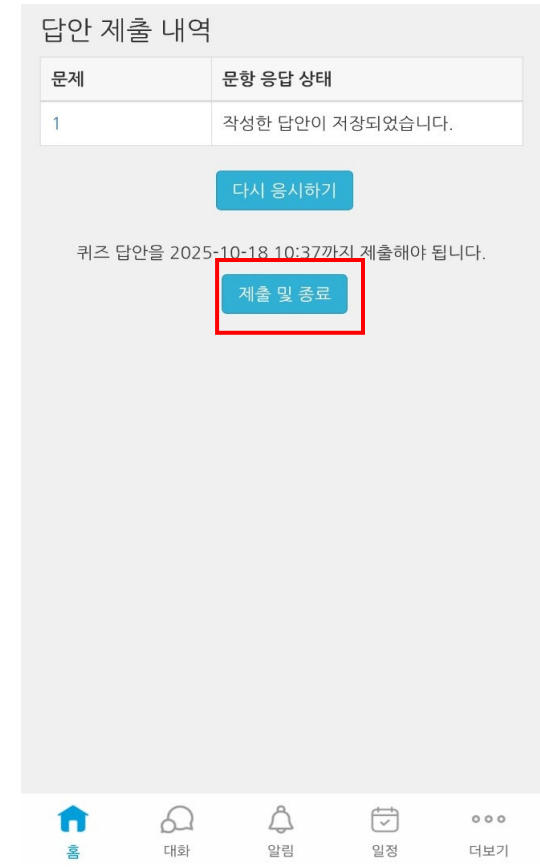 답안 제출 내역
문제 문항 응답 상태
1 작성한 답안이 저장되었습니다.
다시 응시하기
퀴즈 답안을 2025-10-18 10:37까지 제출해야 됩니다.
제출 및 종료
홈 대화 알림 일정 더보기